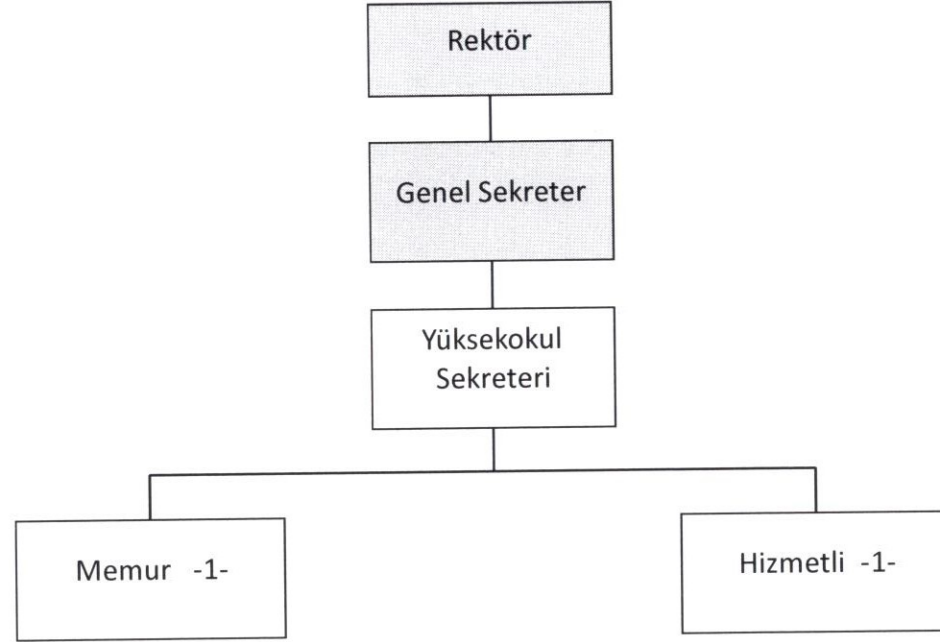 Rektör
Genel Sekreter
Yüksekokul
Sekreteri
Memur -1-
Hizmetli -1-